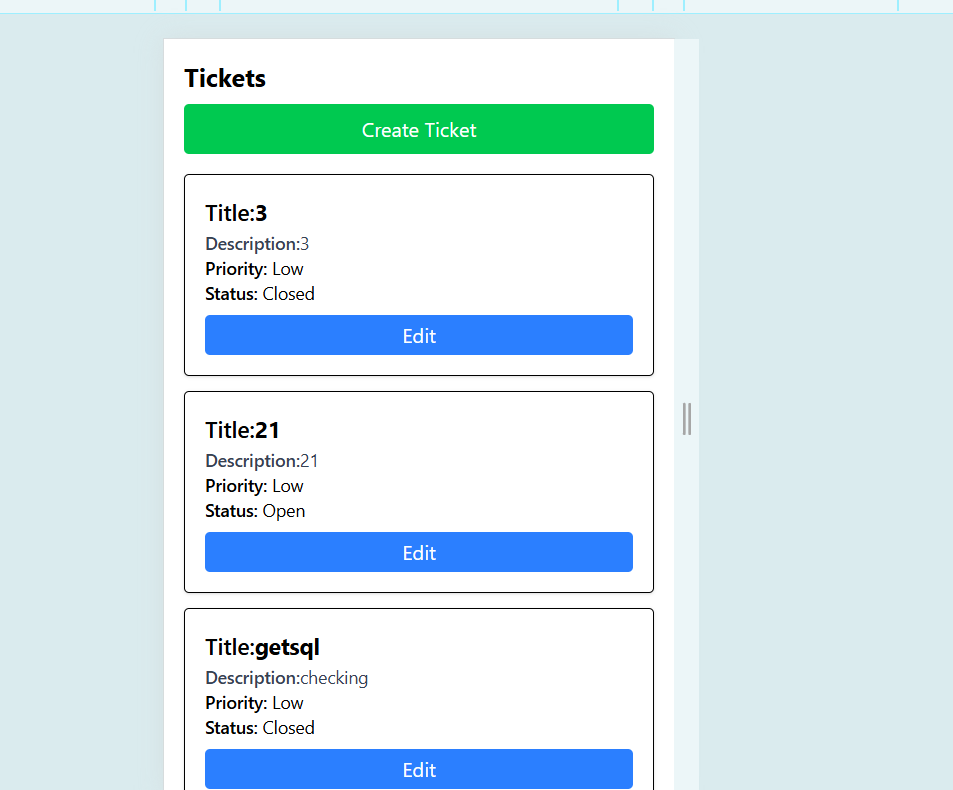 Tickets
Create Ticket
Title:3
Description:3
Priority: Low
Status: Closed
Edit
Title:21
Description:21
Priority: Low
Status: Open
Edit
Title:getsql
Description:checking
Priority: Low
Status: Closed
Edit